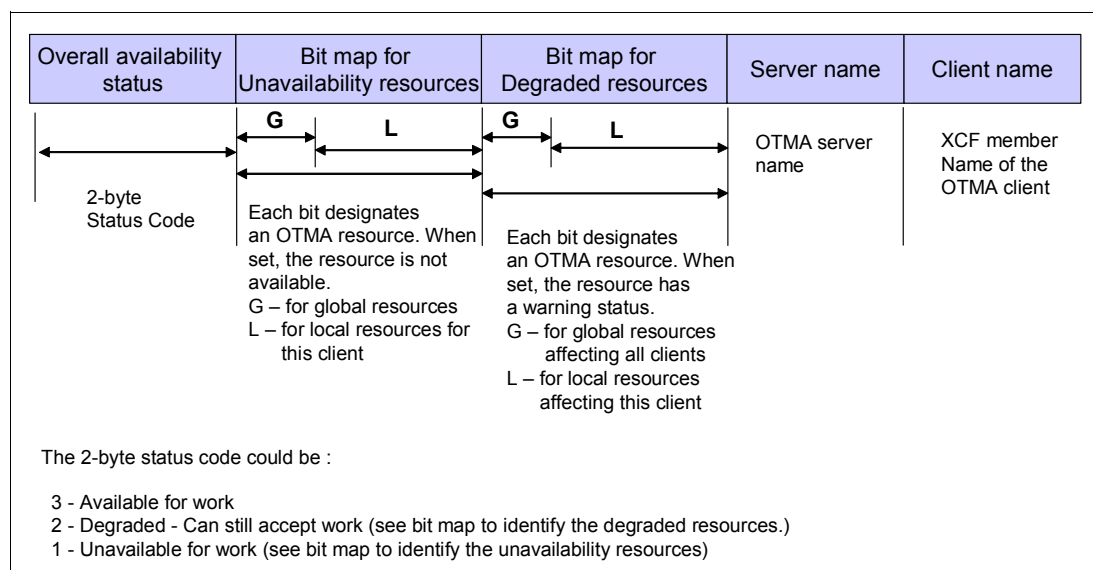 Overall availability
status
Bit map for
Unavailability resources
Bit map for
Degraded resources
Server name
Client name
G
L
G
L
2-byte
Status Code
Each bit designates
an OTMA resource. When
set, the resource is not
available.
G – for global resources
L – for local resources for
this client
Each bit designates
an OTMA resource. When
set, the resource has
a warning status.
G – for global resources
affecting all clients
L – for local resources
affecting this client
OTMA server
name
XCF member
Name of the
OTMA client
The 2-byte status code could be :
3 - Available for work
2 - Degraded - Can still accept work (see bit map to identify the degraded resources.)
1 - Unavailable for work (see bit map to identify the unavailability resources)